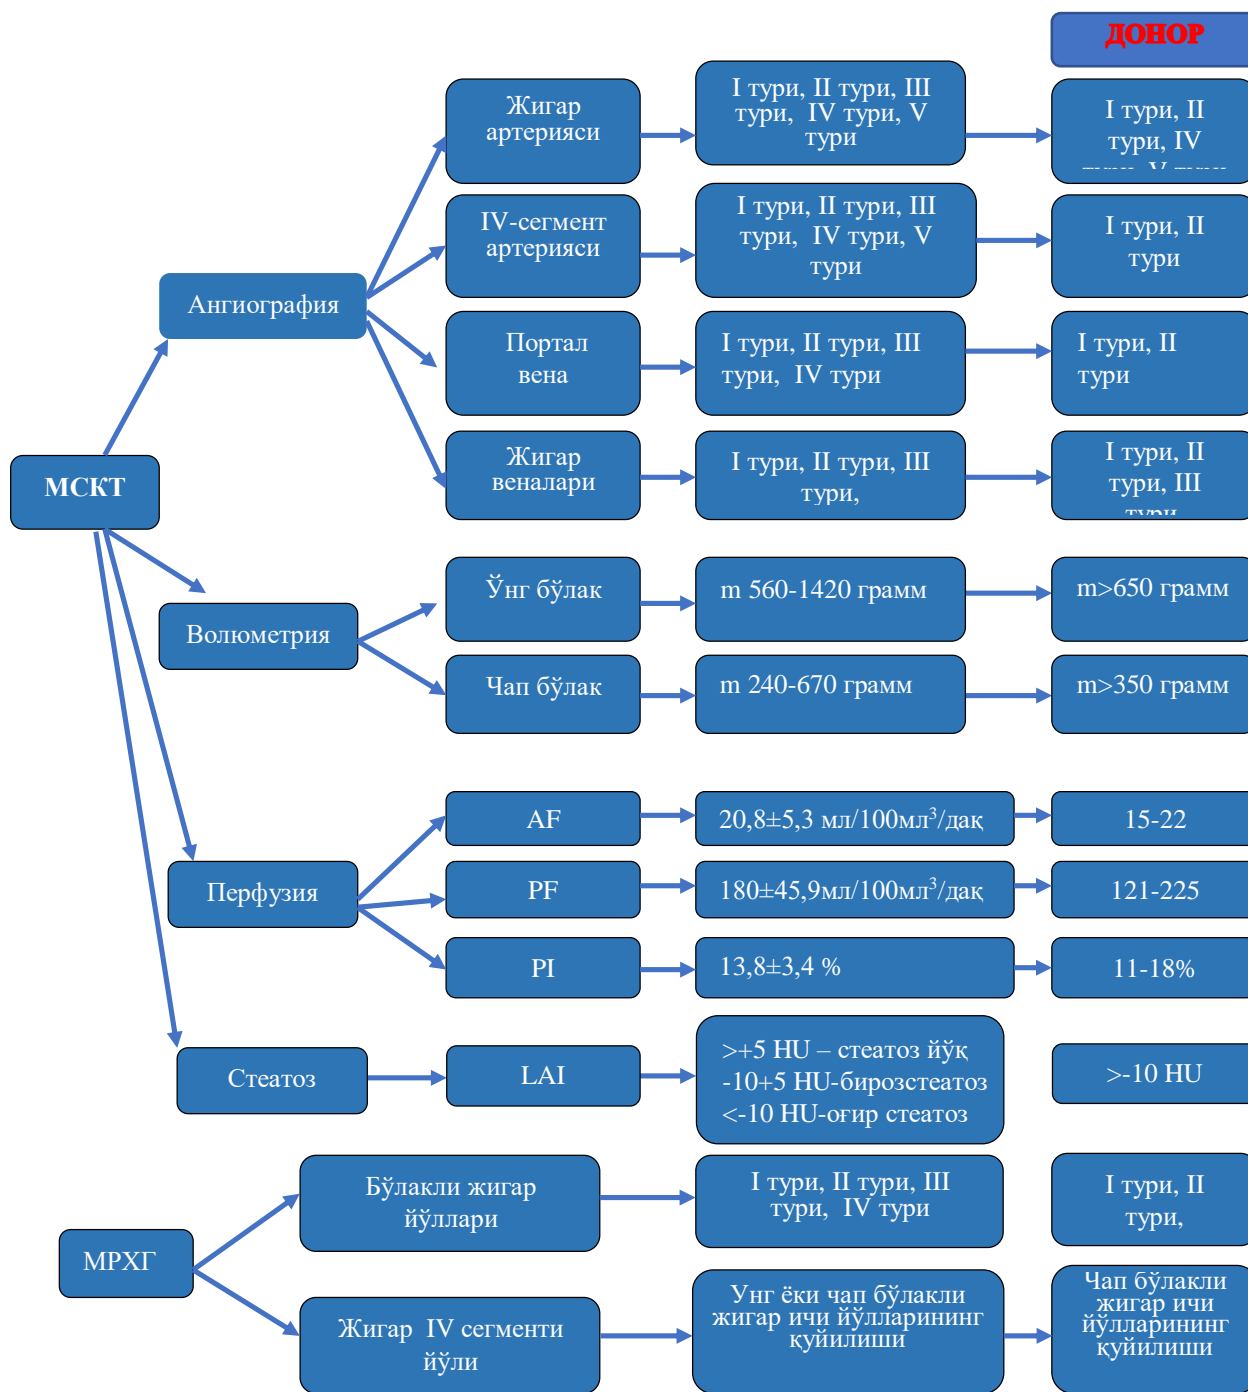 ДОНОР
МСКТ
Ангиография
Жигар
артерияси
I тури, II тури, III
тури, IV тури, V
тури
I тури, II
тури, IV
тури, V тури
IV-сегмент
артерияси
I тури, II тури, III
тури, IV тури, V
тури
I тури, II
тури
Портал
вена
I тури, II тури, III
тури, IV тури
I тури, II
тури
Жигар
веналари
I тури, II тури, III
тури,
I тури, II
тури, III
тури
Волюметрия
Ўнг бўлак
m 560-1420 грамм
m>650 грамм
Чап бўлак
m 240-670 грамм
m>350 грамм
Перфузия
AF
20,8±5,3 мл/100мл³/дақ
15-22
PF
180±45,9мл/100мл³/дақ
121-225
PI
13,8±3,4 %
11-18%
Стеатоз
LAI
>+5 HU – стеатоз йўқ
-10+5 HU-бирозстеатоз
<-10 HU-оғир стеатоз
>-10 HU
МРХГ
Бўлакли жигар
йўллари
I тури, II тури, III
тури, IV тури
I тури, II
тури,
Жигар IV сегменти
йўли
Унг ёки чап бўлакли
жигар ичи йўлларининг
қуйилиши
Чап бўлакли
жигар ичи
йўлларининг
қуйилиши